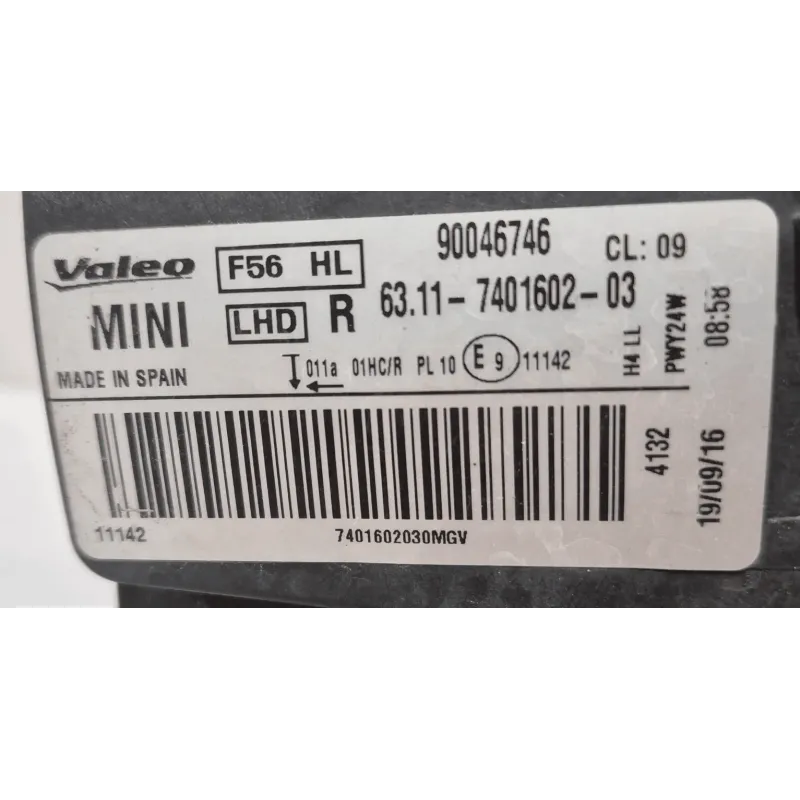 Valeo F56 HL 90046746 CL: 09
MINI LHD R 63.11-7401602-03
MADE IN SPAIN 011a 01HC/R PL 10 E 9 11142
H4 LL
PWY24W
08:58
4132
19/09/16
11142 7401602030MGV